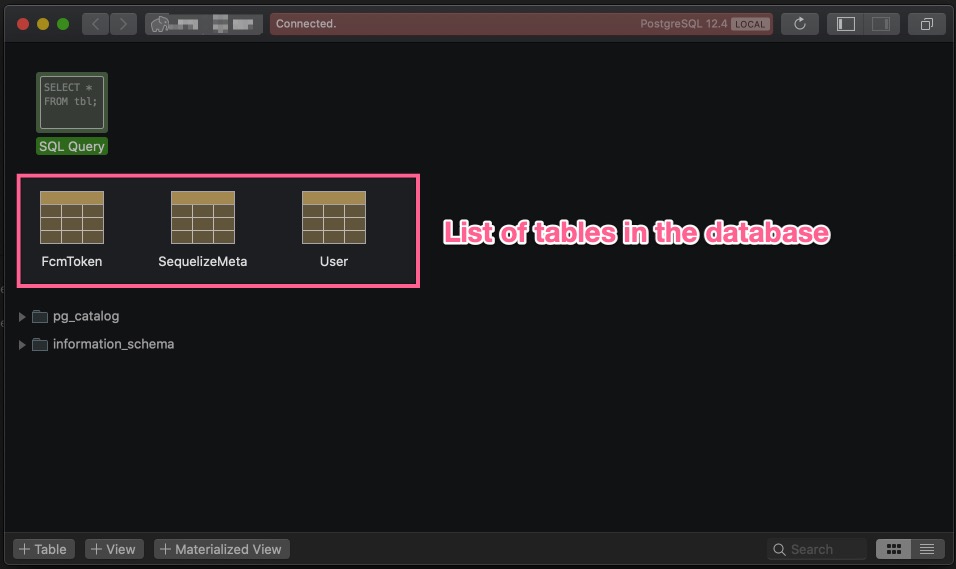 Connected.
PostgreSQL 12.4 LOCAL
SELECT *
FROM tbl;
SQL Query
FcmToken SequelizeMeta User
List of tables in the database
pg_catalog
information_schema
+ Table + View + Materialized View Search